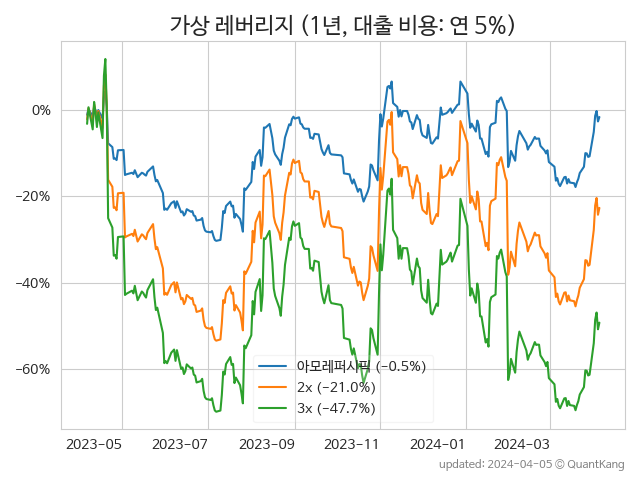 가상 레버리지 (1년, 대출 비용: 연 5%)
0%
−20%
−40%
−60%
아모레퍼시픽 (−0.5%)
2x (−21.0%)
3x (−47.7%)
2023-05 2023-07 2023-09 2023-11 2024-01 2024-03
updated: 2024-04-05 © QuantKang